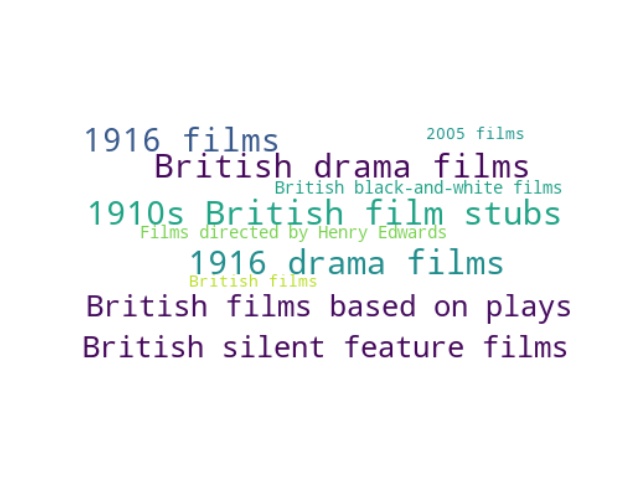 1916 films
2005 films
British drama films
British black-and-white films
1910s British film stubs
Films directed by Henry Edwards
1916 drama films
British films
British films based on plays
British silent feature films